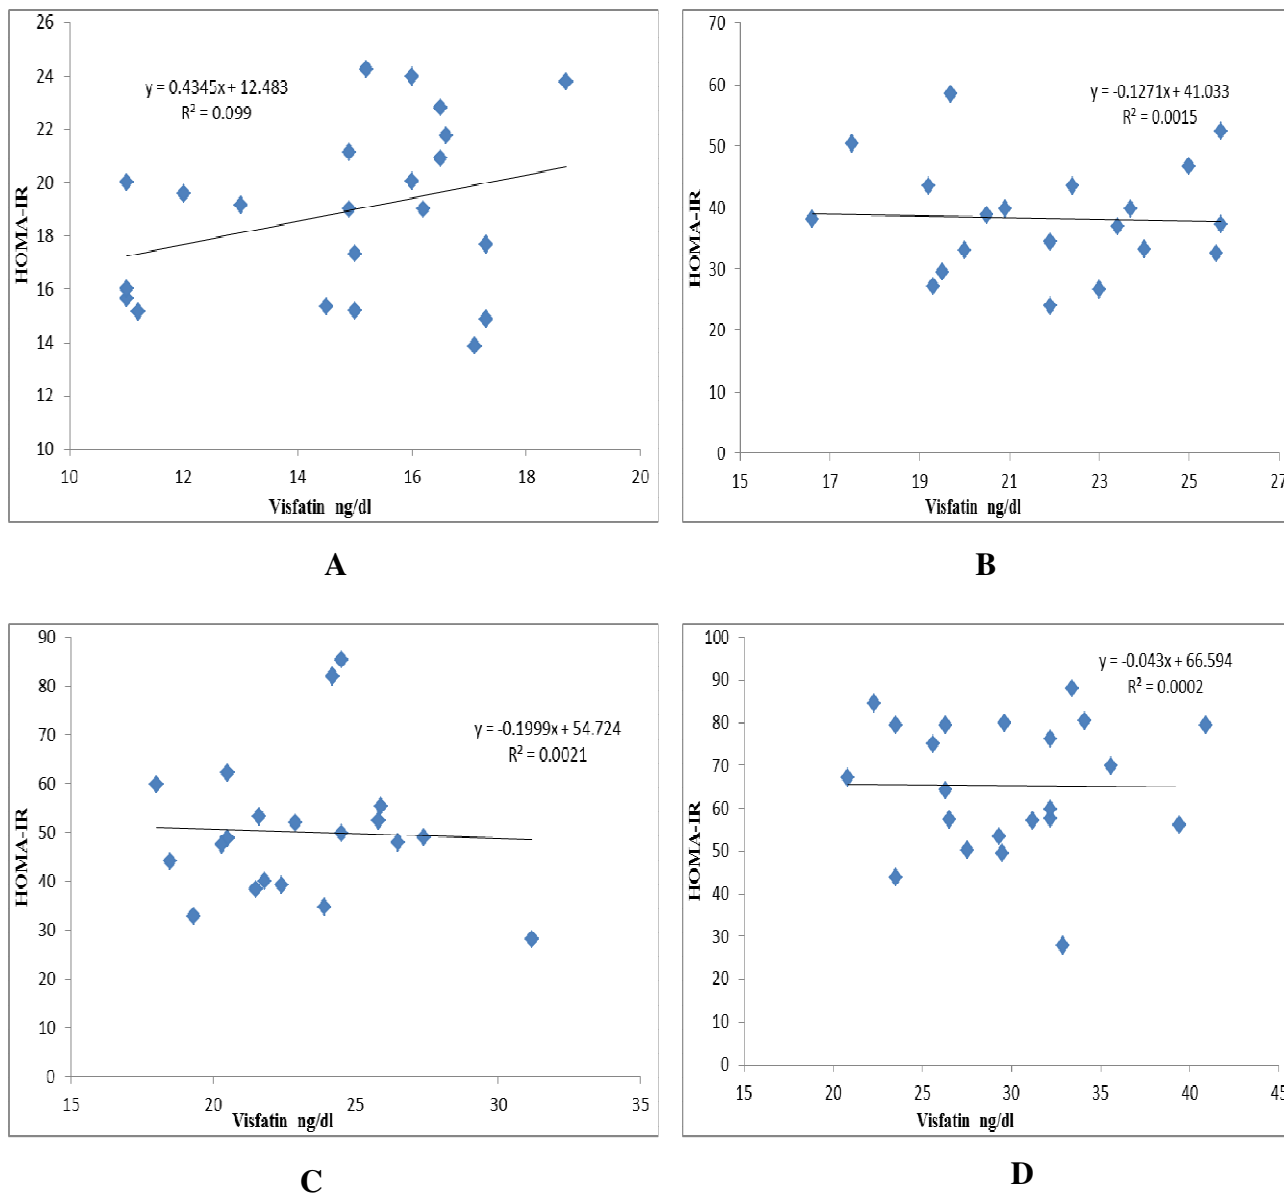 26
24
22
20
18
16
14
12
10
HOMA-IR
y = 0.4345x + 12.483
R² = 0.099
10 12 14 16 18 20
Visfatin ng/dl
A
70
60
50
40
30
20
10
0
HOMA-IR
y = -0.1271x + 41.033
R² = 0.0015
15 17 19 21 23 25 27
Visfatin ng/dl
B
90
80
70
60
50
40
30
20
10
0
HOMA-IR
y = -0.1999x + 54.724
R² = 0.0021
15 20 25 30 35
Visfatin ng/dl
C
100
90
80
70
60
50
40
30
20
10
0
HOMA-IR
y = -0.043x + 66.594
R² = 0.0002
15 20 25 30 35 40 45
Visfatin ng/dl
D